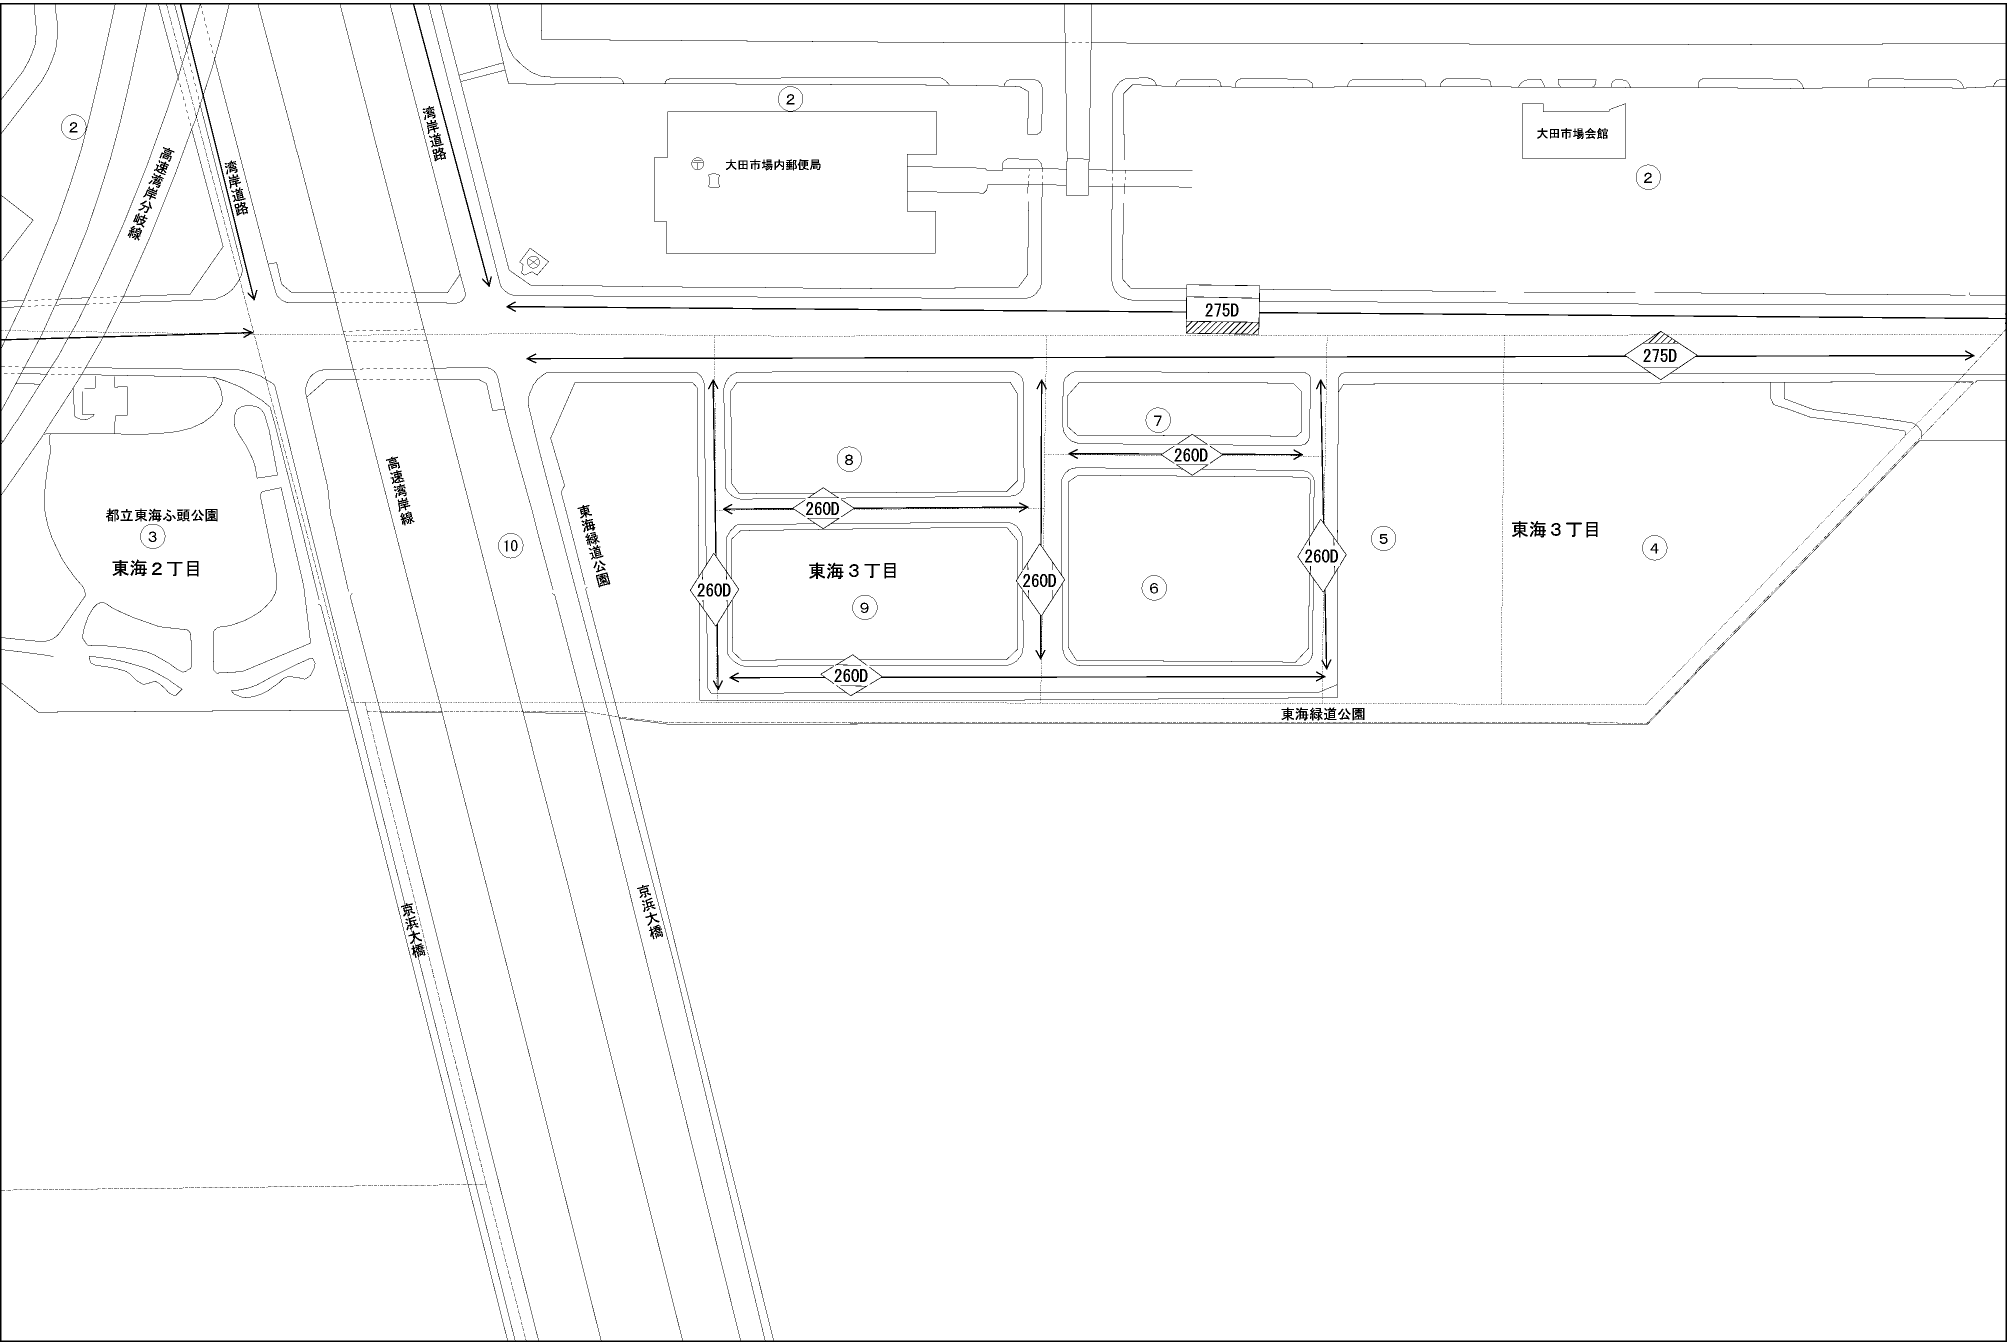 ②
②
湾岸道路
大田市場会館
高速湾岸分岐線
湾岸道路
〒
大田市場内郵便局
②
275D
275D
⑦
260D
⑧
高速湾岸線
260D
都立東海ふ頭公園
③
東海緑道公園
⑩
東海2丁目
東海3丁目
⑨
260D
260D
⑥
260D
⑤
東海3丁目
④
260D
東海緑道公園
京浜大橋
京浜大橋